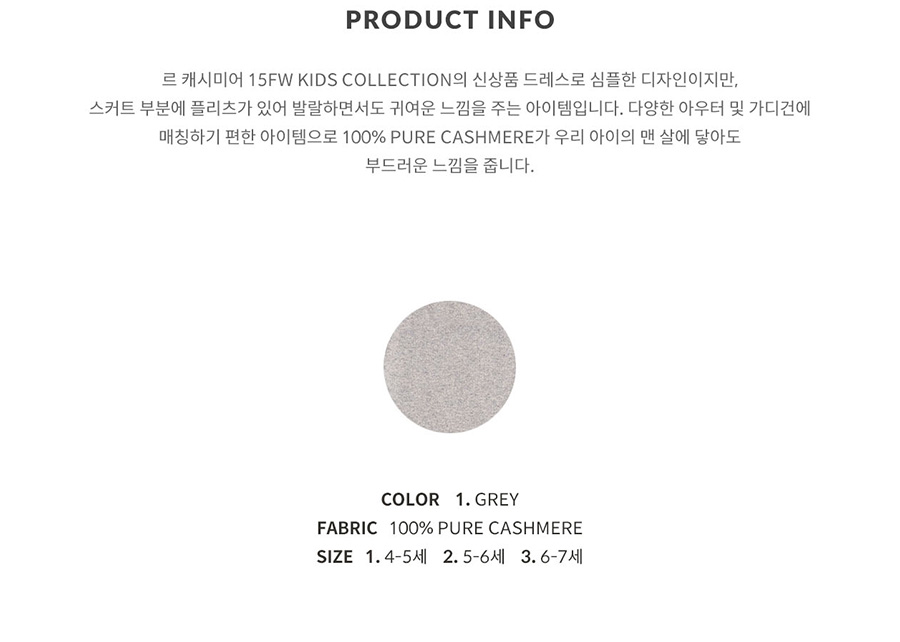 PRODUCT INFO
르 캐시미어 15FW KIDS COLLECTION의 신상품 드레스로 심플한 디자인이지만,
스커트 부분에 플리츠가 있어 발랄하면서도 귀여운 느낌을 주는 아이템입니다. 다양한 아우터 및 가디건에
매칭하기 편한 아이템으로 100% PURE CASHMERE가 우리 아이의 맨 살에 닿아도
부드러운 느낌을 줍니다.
COLOR 1. GREY
FABRIC 100% PURE CASHMERE
SIZE 1. 4-5세 2. 5-6세 3. 6-7세